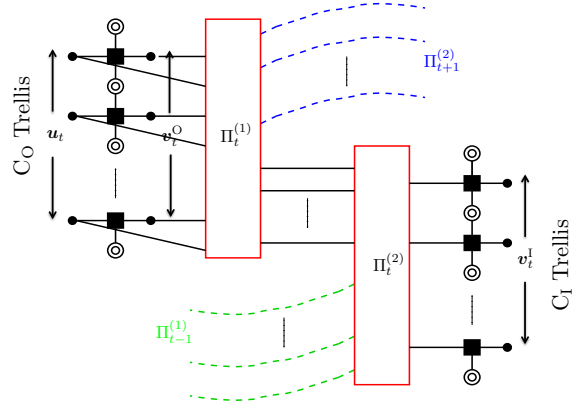 C_O Trellis
u_t
v_t^O
Π_t^(1)
Π_{t+1}^(2)
Π_t^(2)
Π_{t-1}^(1)
v_t^I
C_I Trellis